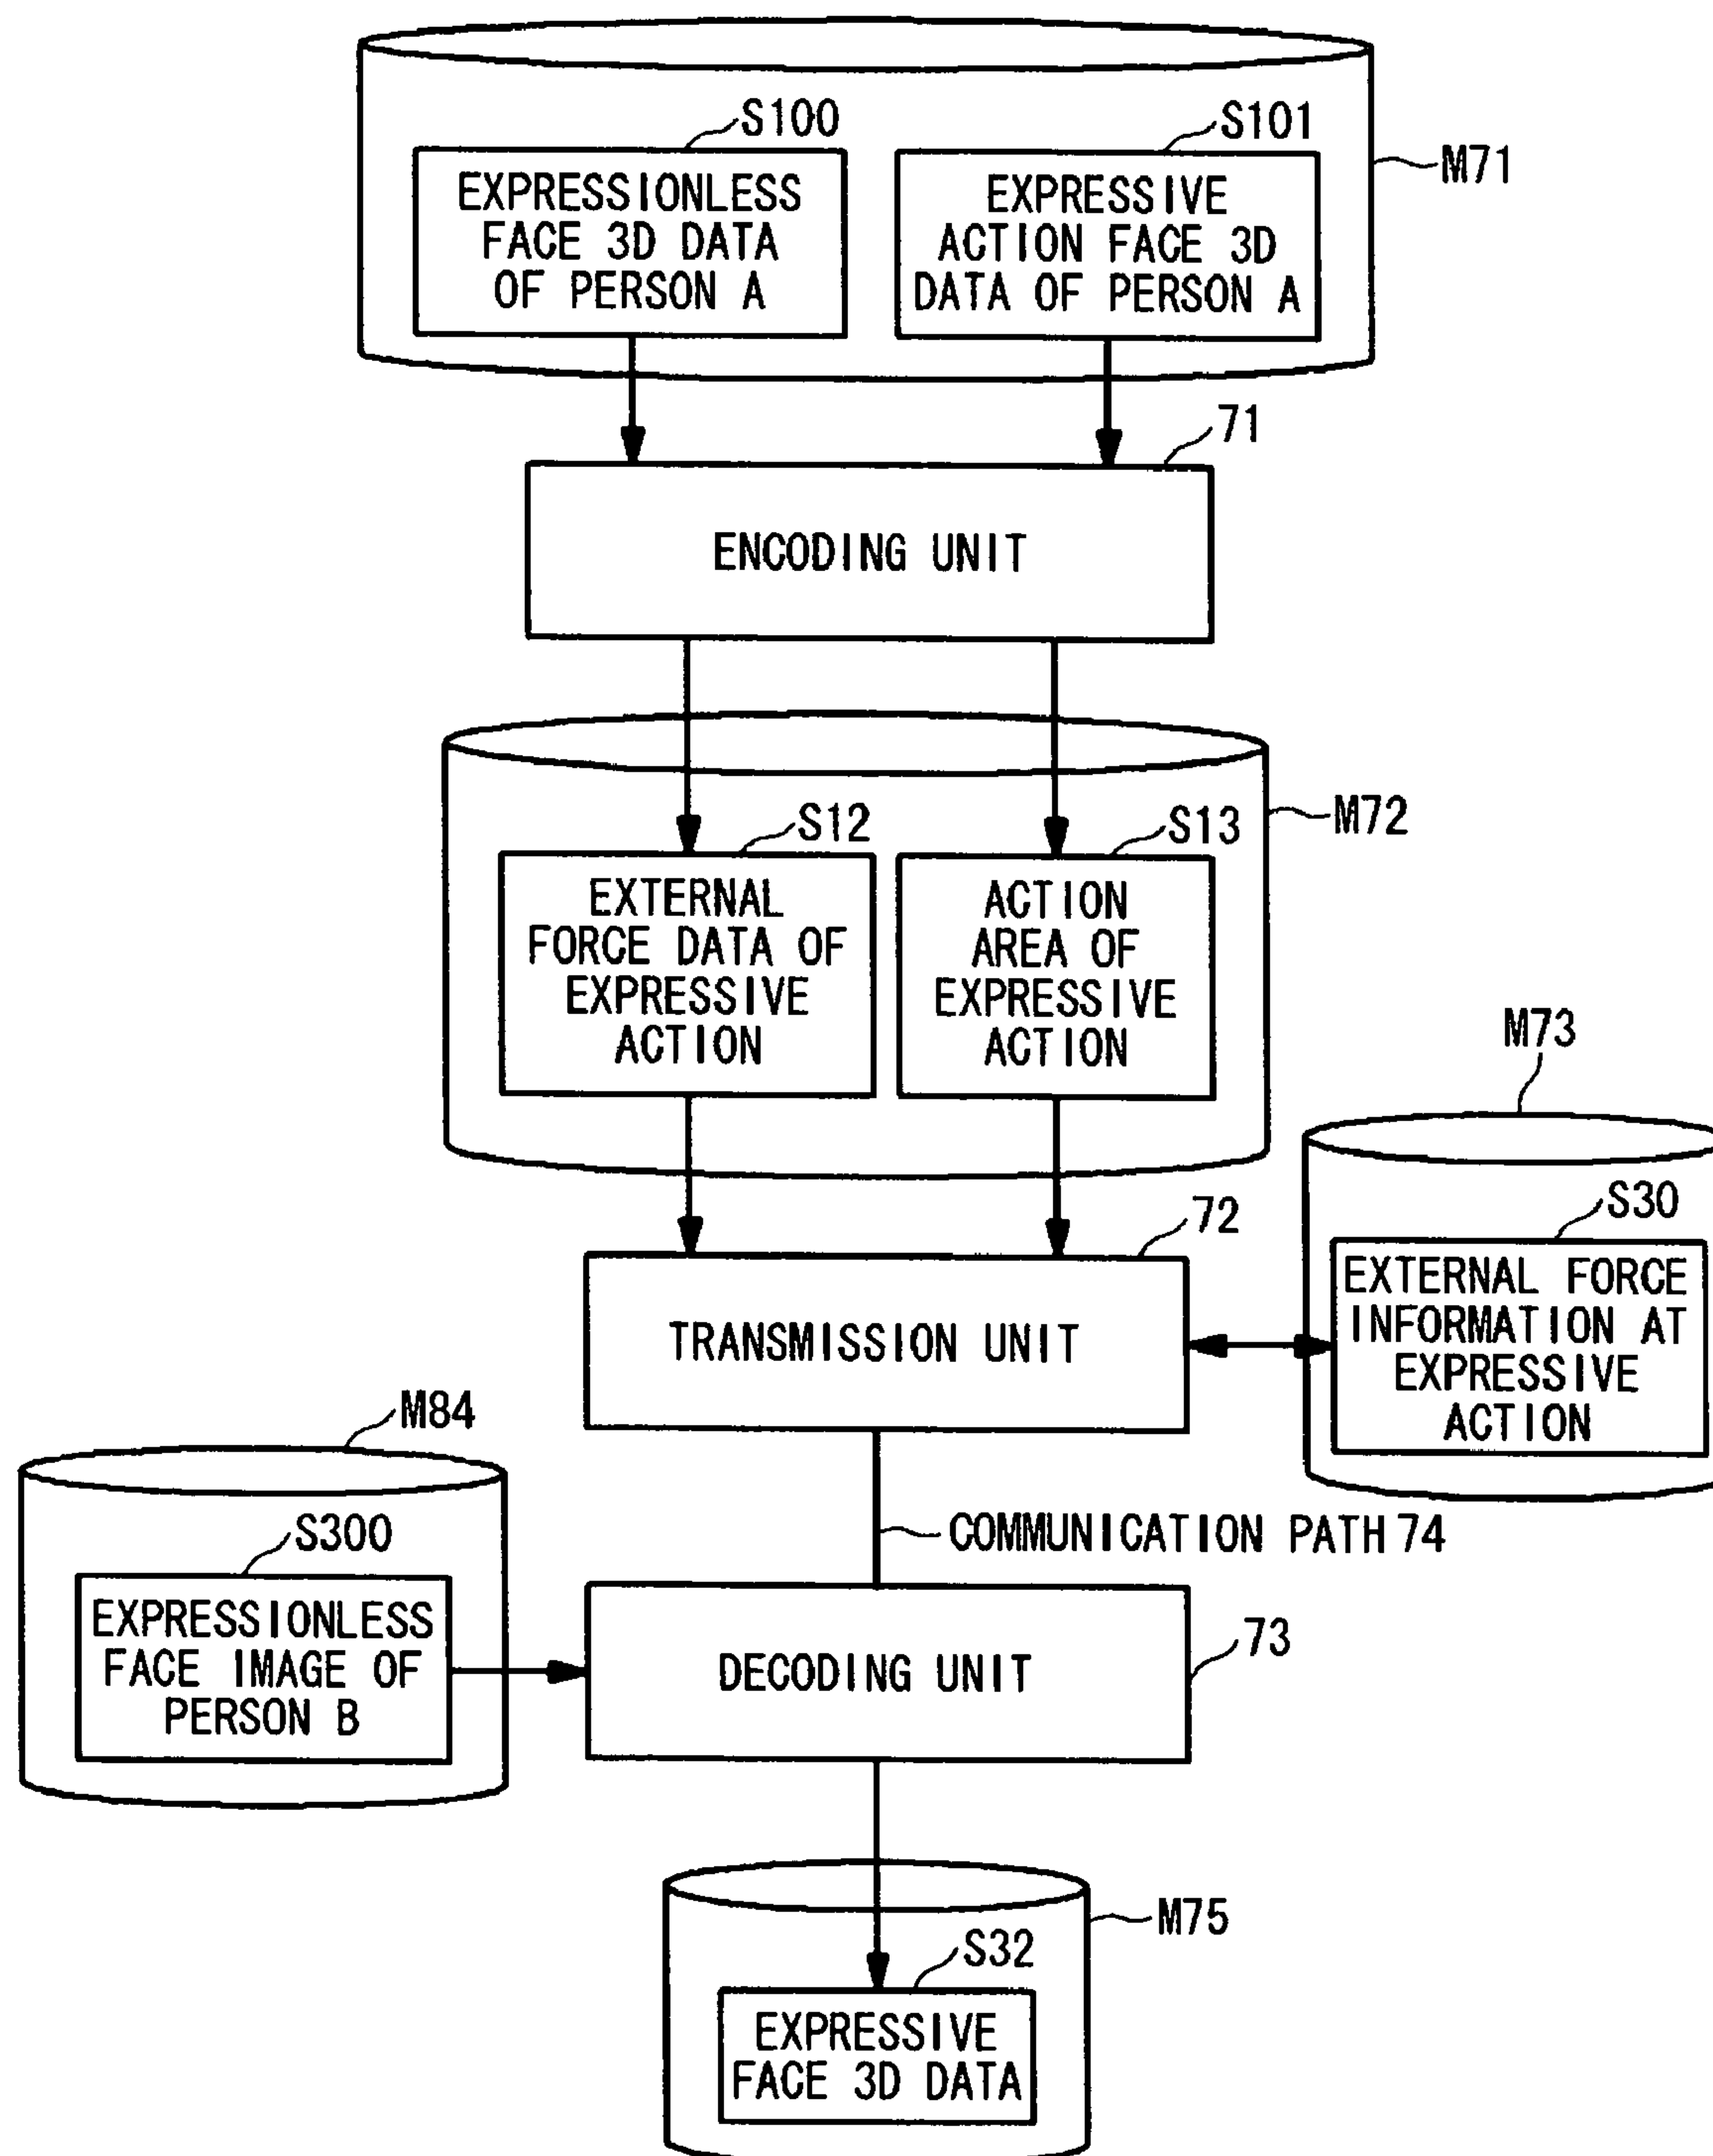 S100
S101
M71
EXPRESSIONLESS
FACE 3D DATA
OF PERSON A
EXPRESSIVE
ACTION FACE 3D
DATA OF PERSON A
71
ENCODING UNIT
M72
S12
S13
EXTERNAL
FORCE DATA OF
EXPRESSIVE
ACTION
ACTION
AREA OF
EXPRESSIVE
ACTION
M73
S30
72
EXTERNAL FORCE
INFORMATION AT
EXPRESSIVE
ACTION
TRANSMISSION UNIT
M84
S300
COMMUNICATION PATH 74
EXPRESSIONLESS
FACE IMAGE OF
PERSON B
73
DECODING UNIT
M75
S32
EXPRESSIVE
FACE 3D DATA